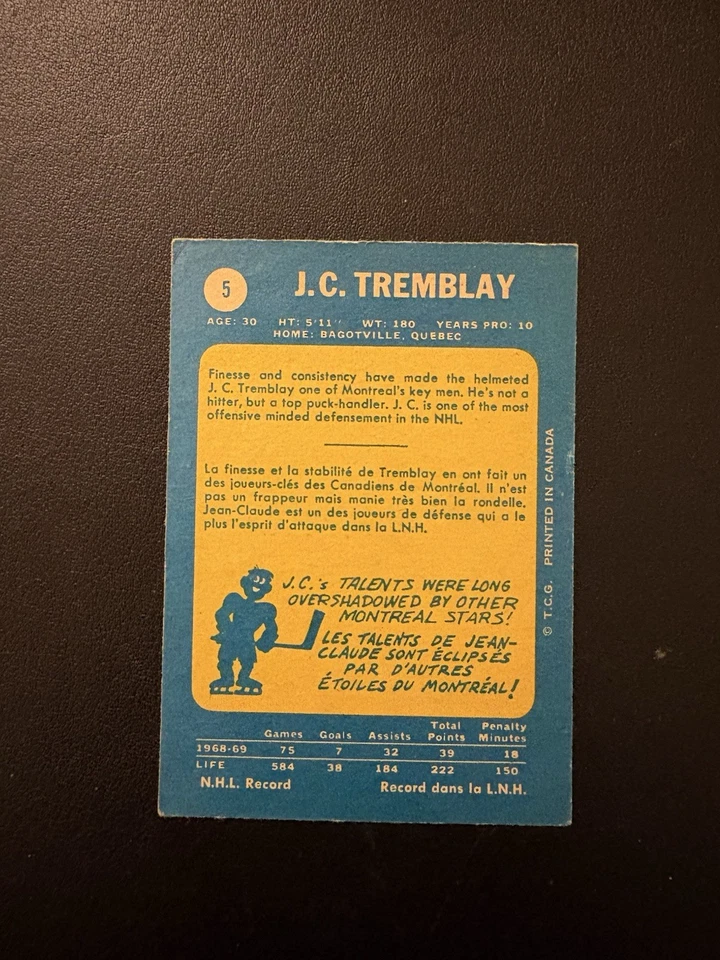 5
J.C. TREMBLAY
AGE: 30 HT: 5'11" WT: 180 YEARS PRO: 10
HOME: BAGOTVILLE, QUEBEC
Finesse and consistency have made the helmeted
J. C. Tremblay one of Montreal's key men. He's not a
hitter, but a top puck-handler. J. C. is one of the most
offensive minded defensement in the NHL.
La finesse et la stabilité de Tremblay en ont fait un
des joueurs-clés des Canadiens de Montréal. Il n'est
pas un frappeur mais manie très bien la rondelle.
Jean-Claude est un des joueurs de défense qui a le
plus l'esprit d'attaque dans la L.N.H.
J.C.'s TALENTS WERE LONG
OVERSHADOWED BY OTHER
MONTREAL STARS!
LES TALENTS DE JEAN-
CLAUDE SONT ÉCLIPSÉS
PAR D'AUTRES
ÉTOILES DU MONTRÉAL!
© T.C.G. PRINTED IN CANADA
Games Goals Assists Total Points Penalty Minutes
1968-69 75 7 32 39 18
LIFE 584 38 184 222 150
N.H.L. Record Record dans la L.N.H.